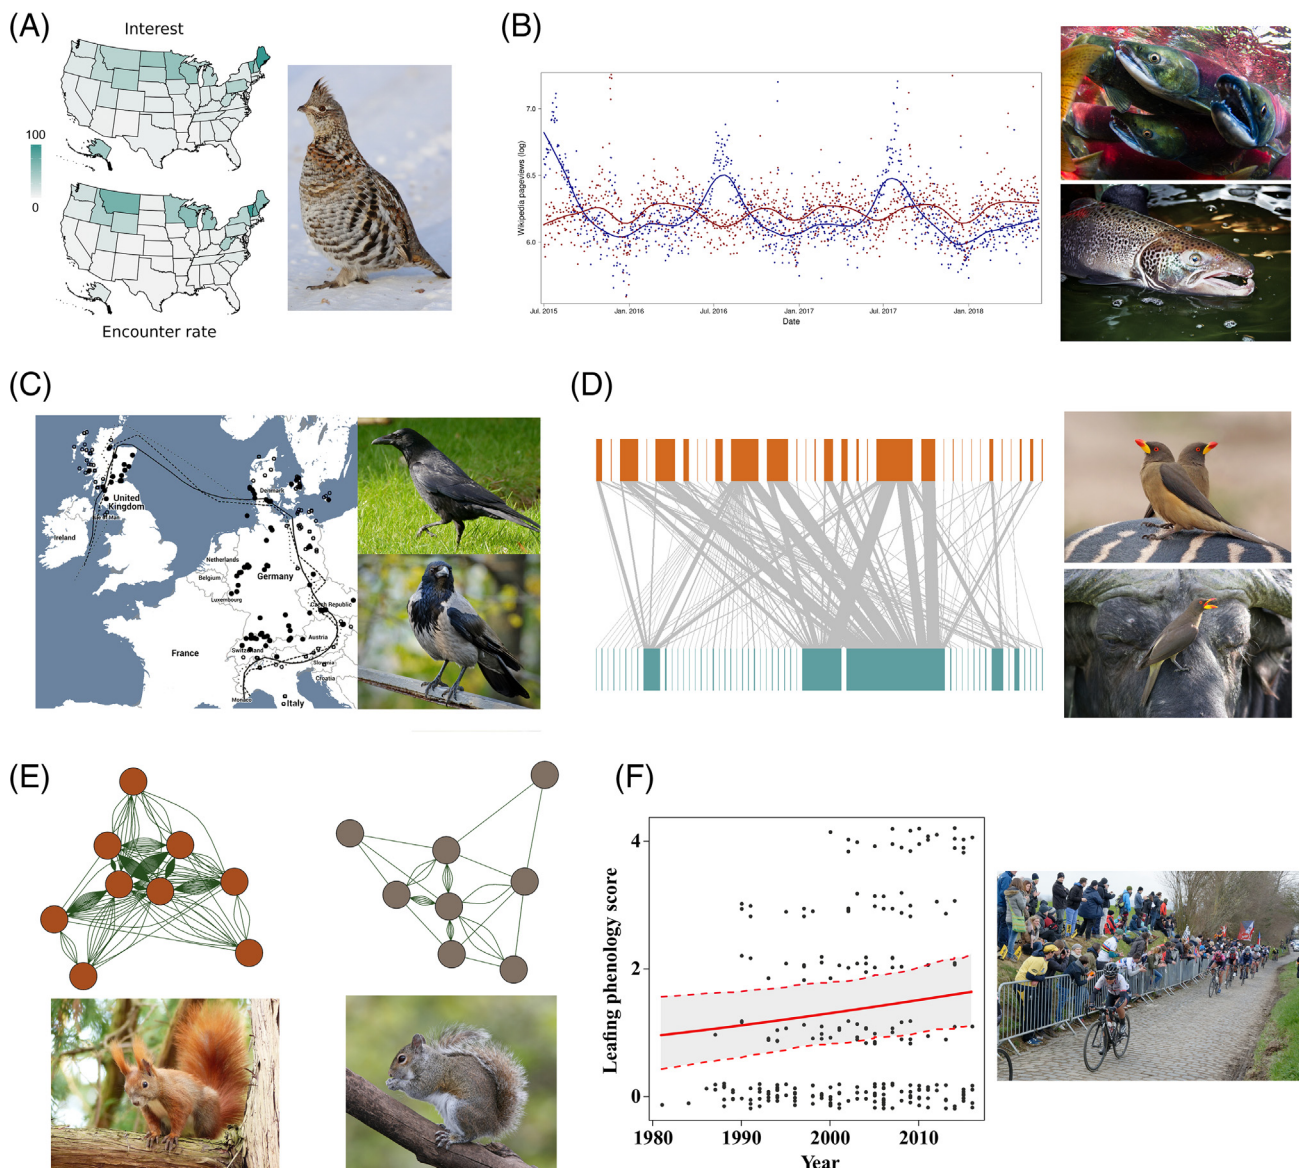 (A)
Interest
100
0
Encounter rate
(B)
7.0
6.5
6.0
Wikipedia pageviews (log)
Jul. 2015
Jan. 2016
Jul. 2016
Jan. 2017
Jul. 2017
Jan. 2018
Date
(C)
United
Kingdom
Ireland
Denmark
Netherlands
Belgium
Luxembourg
Germany
Czech Republic
France
Switzerland
Austria
Slovenia
Croatia
Monaco
Italy
(D)
(E)
(F)
Leafing phenology score
4
2
0
1980
1990
2000
2010
Year